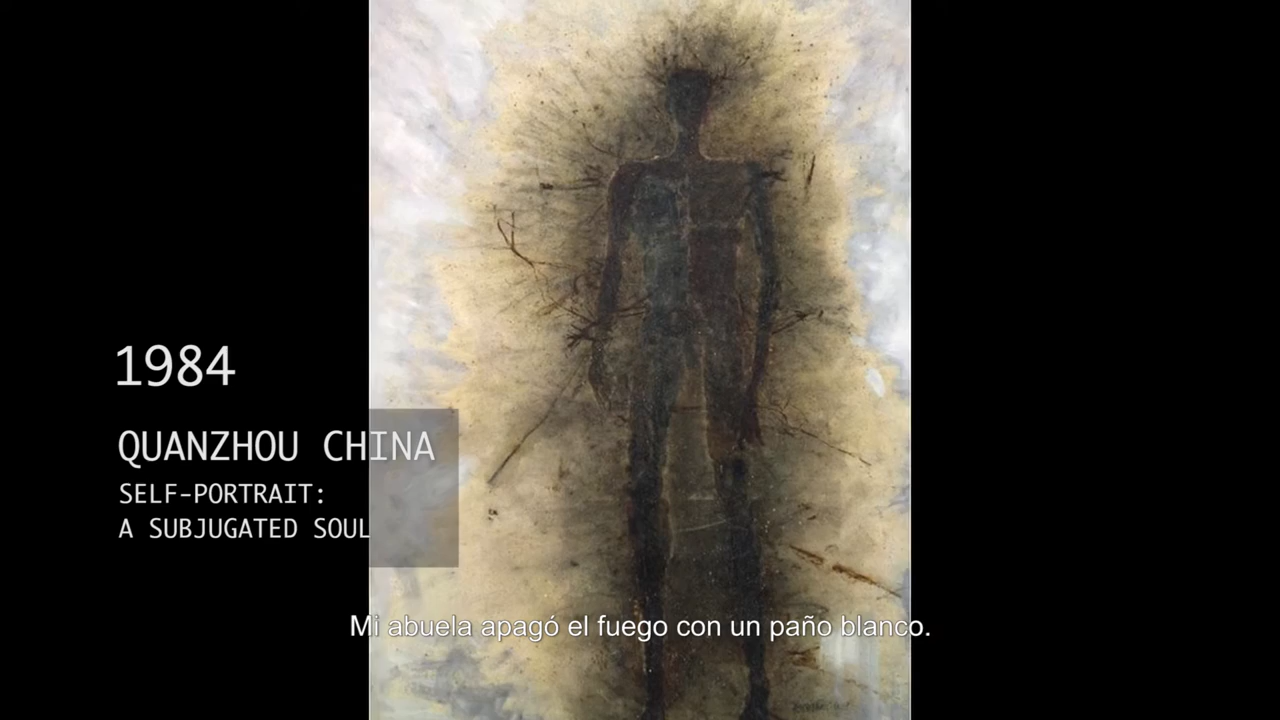 1984
QUANZHOU CHINA
SELF-PORTRAIT:
A SUBJUGATED SOUL
Mi abuela apagó el fuego con un paño blanco.